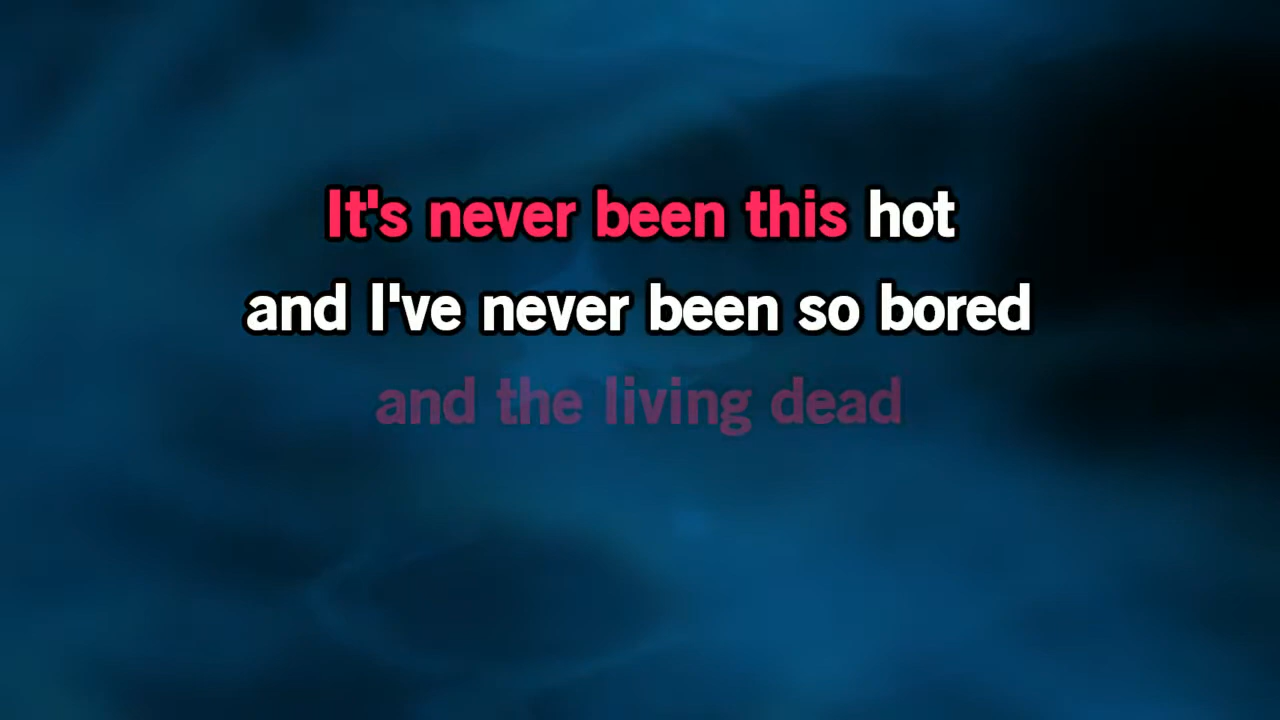 It's never been this hot
and I've never been so bored
and the living dead